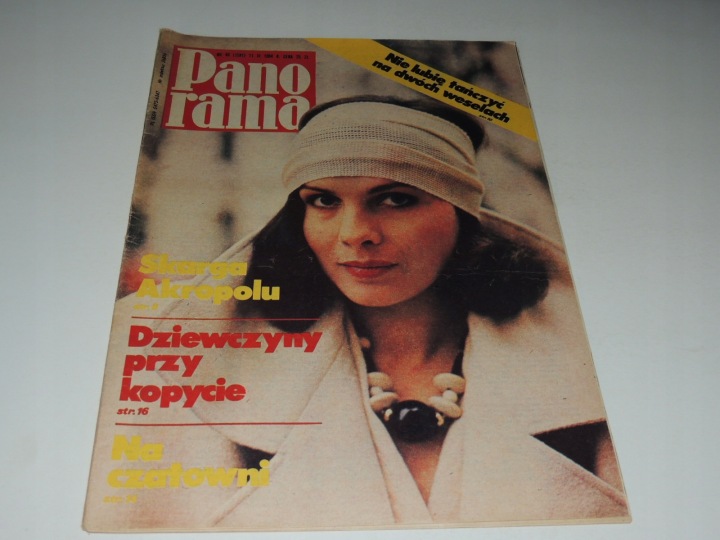 Pano
rama
Nie lubię tańczyć
na dwóch weselach
Skarga
Akropolu
Dziewczyny
przy
kopycie
str. 16
Na
czatowni